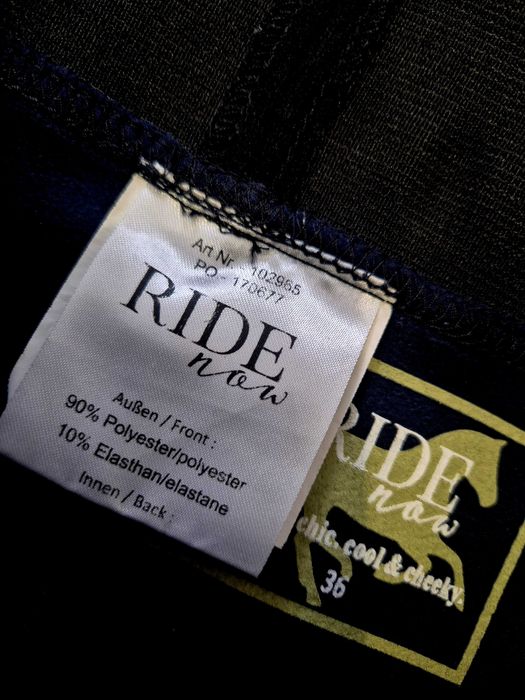 Art Nr. 102965
PO - 170677
RIDE
now
Außen / Front :
90% Polyester/polyester
10% Elasthan/elastane
Innen / Back :
RIDE
now
chic. cool & cheeky.
36